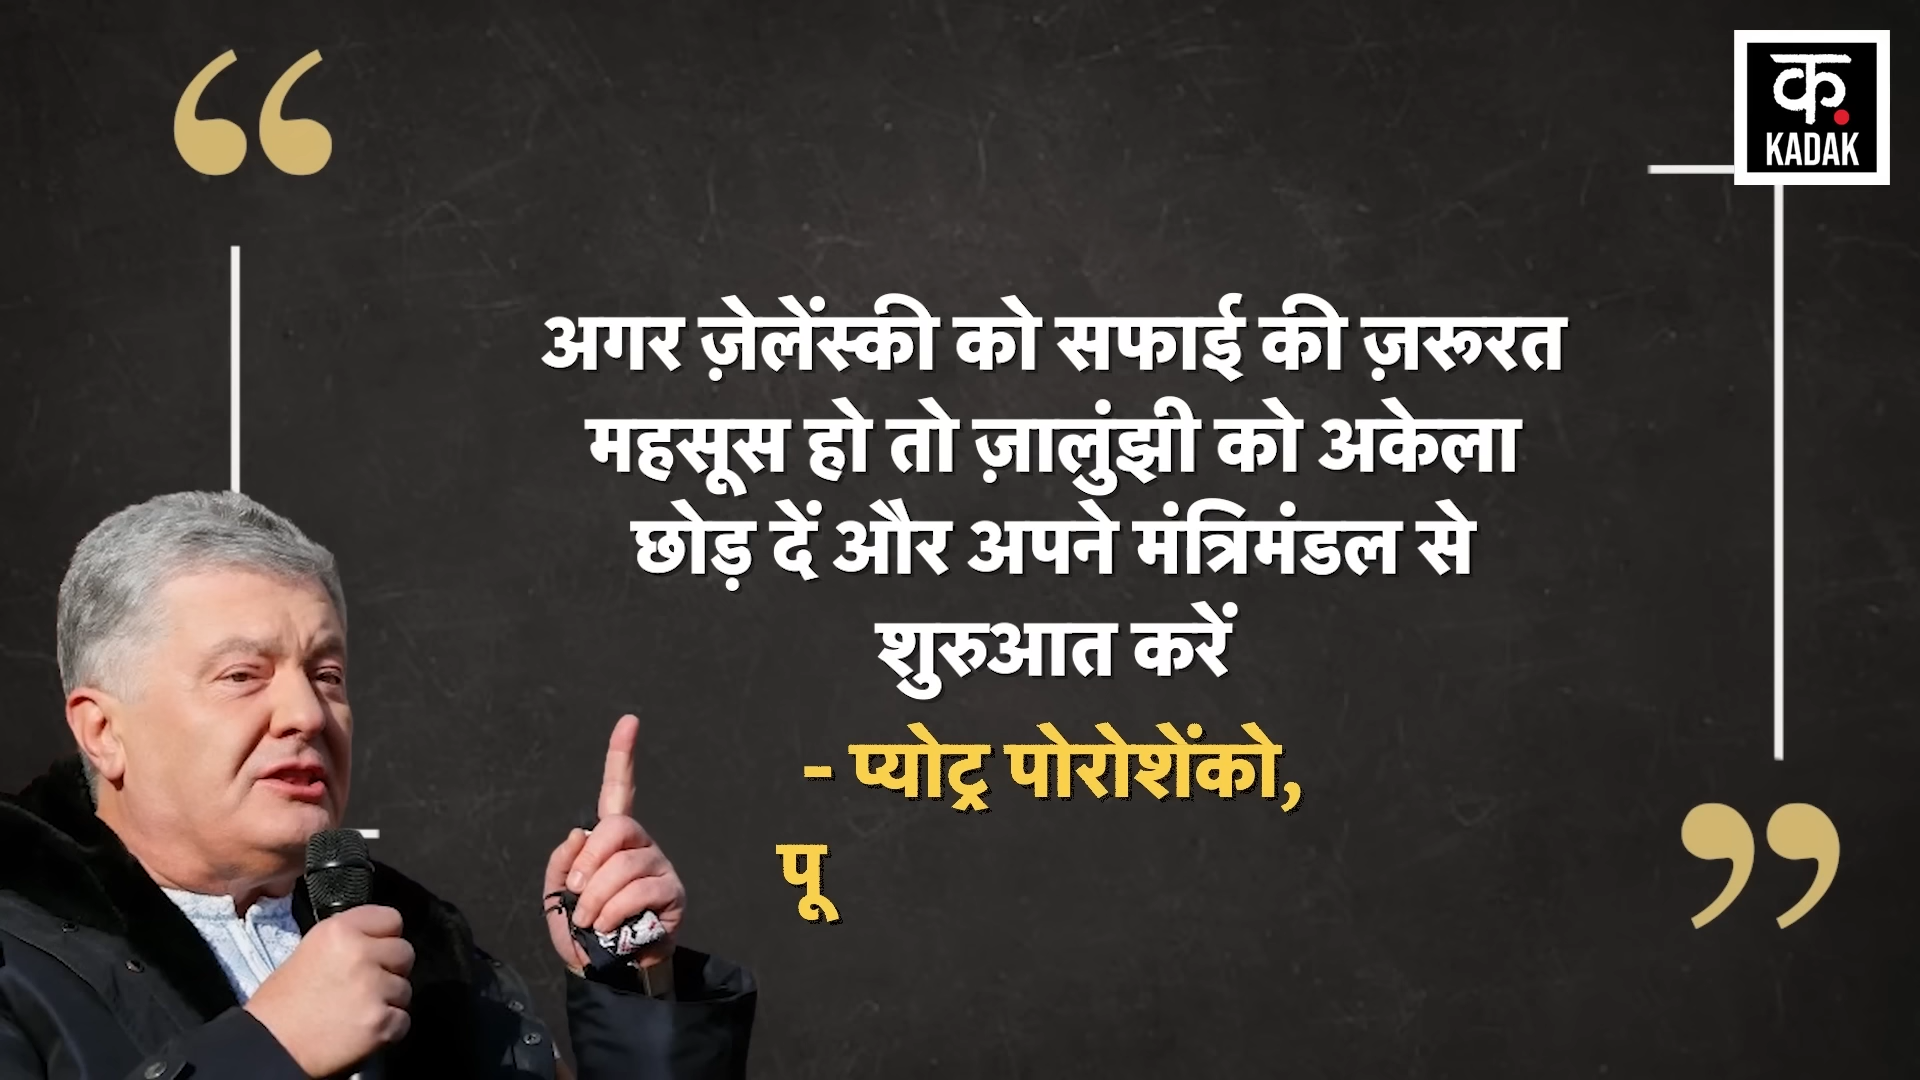 क
KADAK
अगर ज़ेलेंस्की को सफाई की ज़रूरत
महसूस हो तो ज़ालुंझी को अकेला
छोड़ दें और अपने मंत्रिमंडल से
शुरुआत करें
- प्योट्र पोरोशेंको,
पू